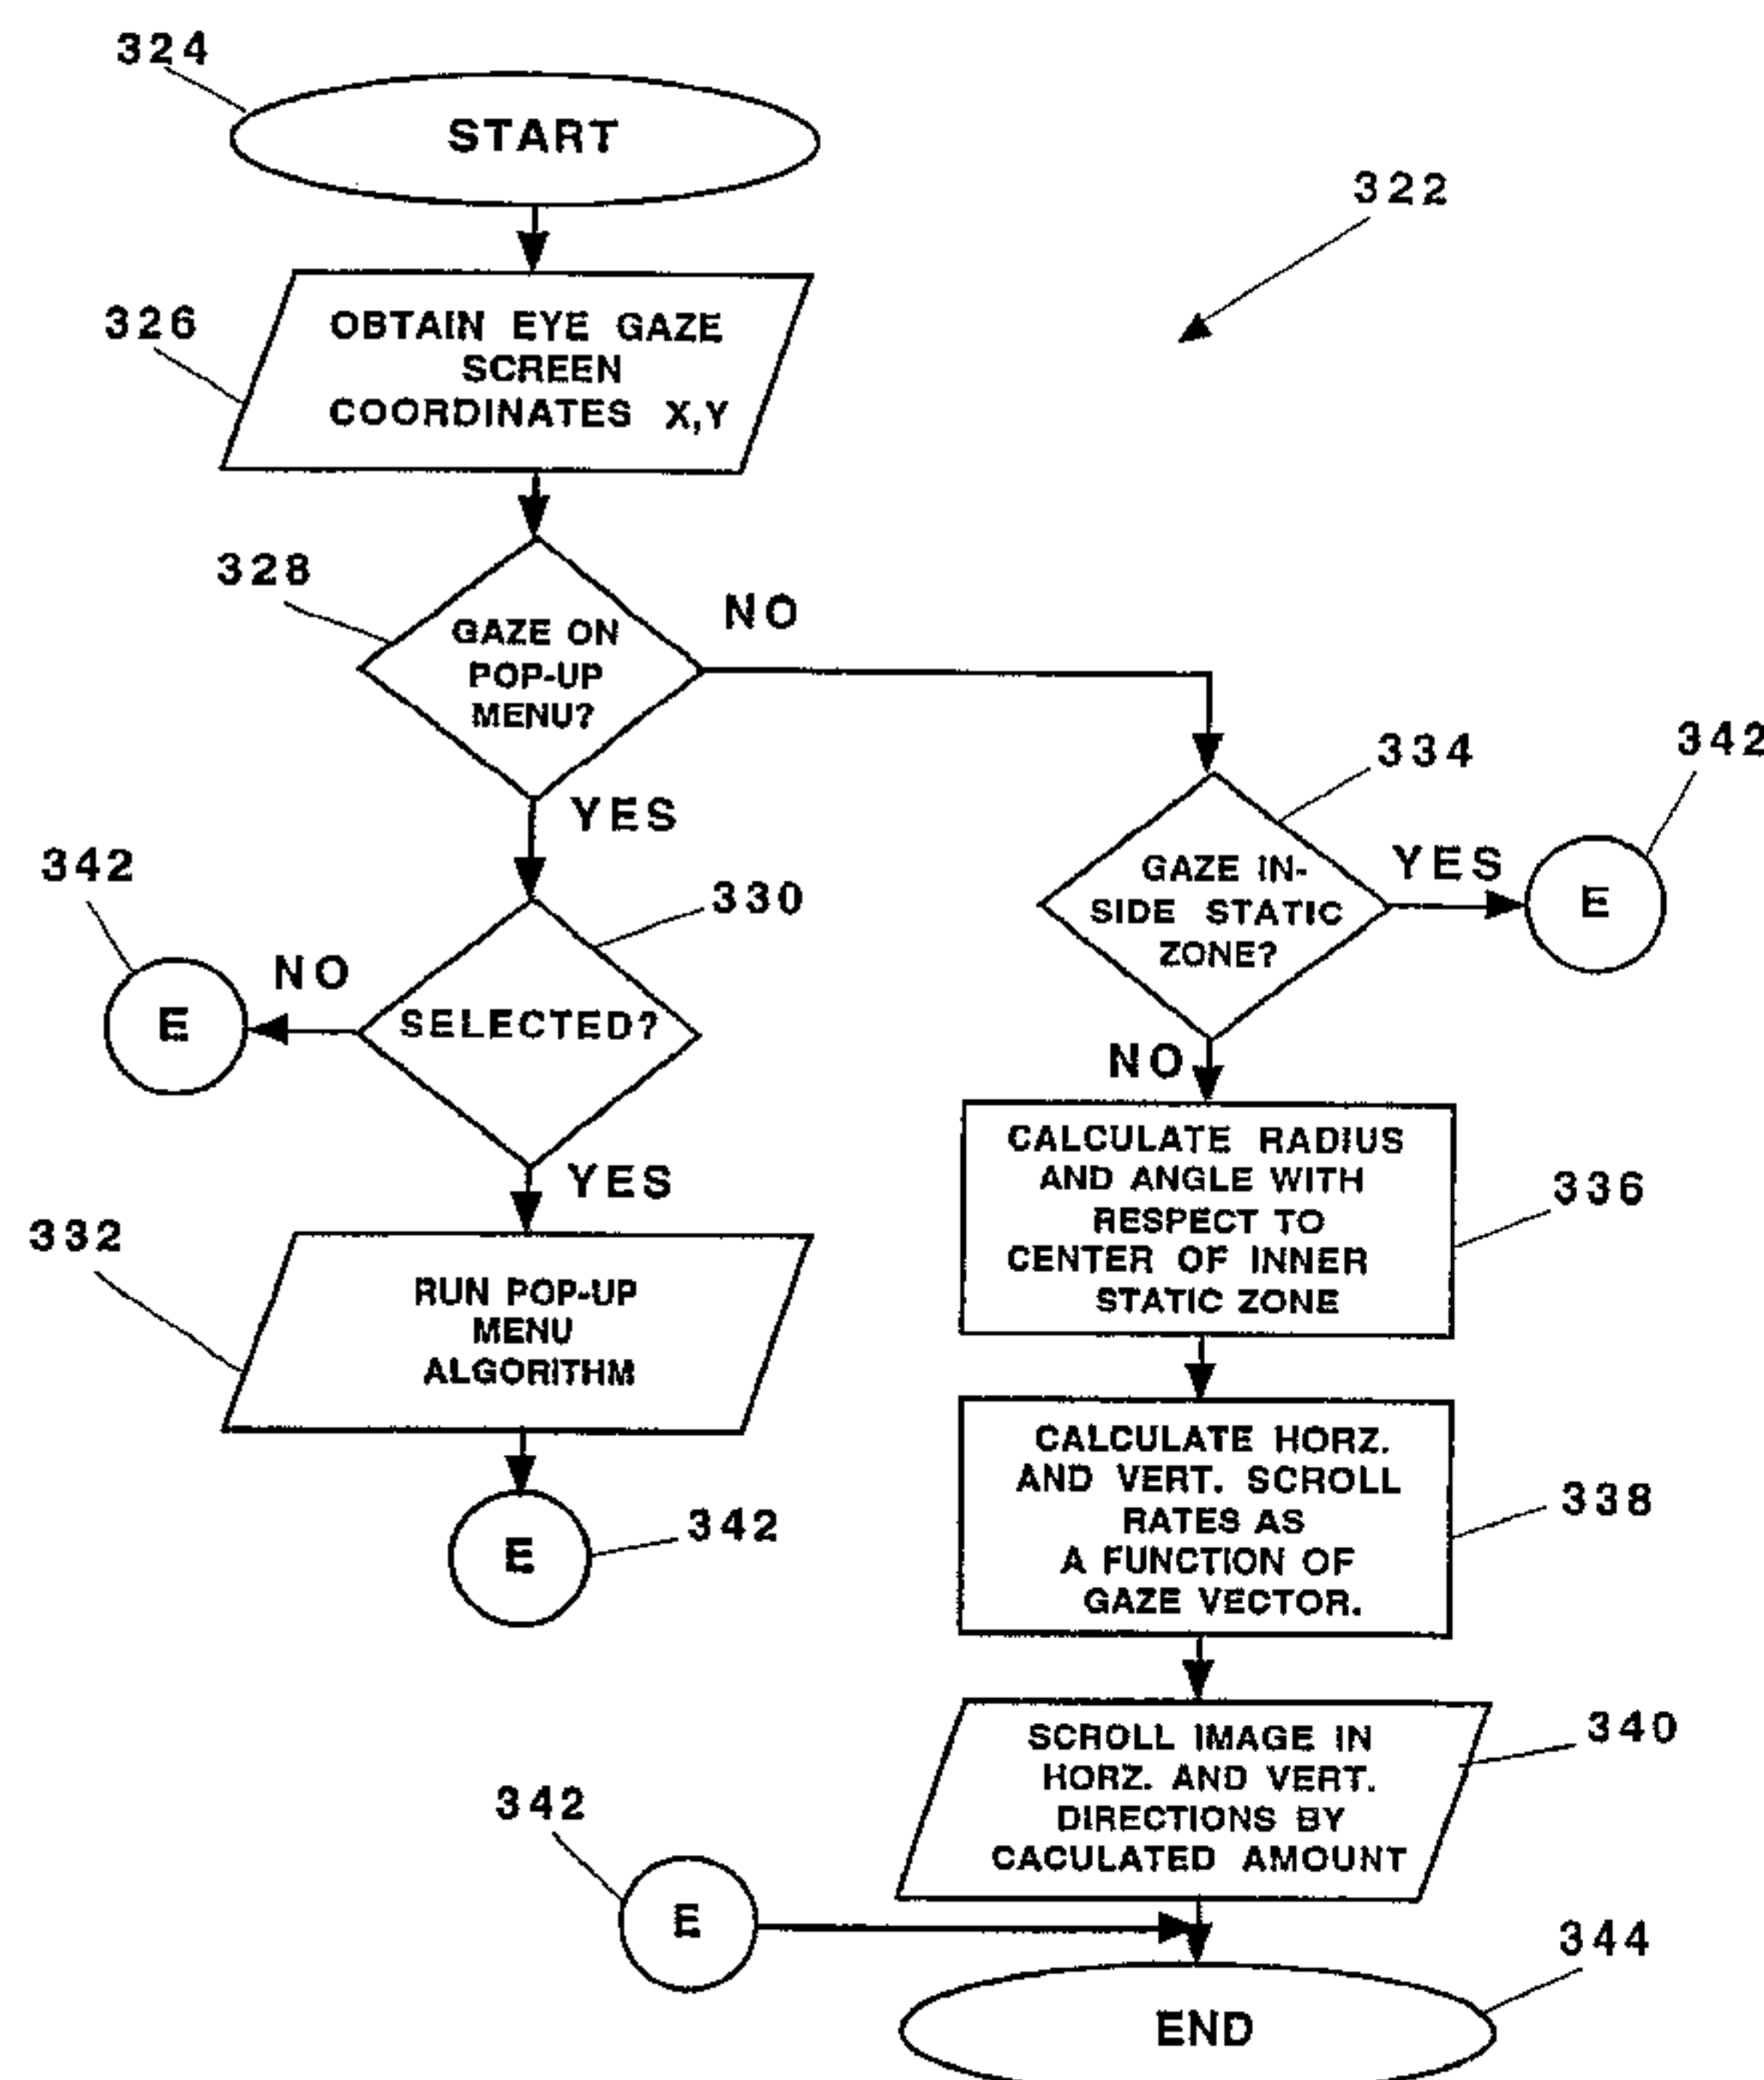 324
START
322
326
OBTAIN EYE GAZE
SCREEN
COORDINATES X,Y
328
NO
GAZE ON
POP-UP
MENU?
YES
334
342
GAZE IN-
SIDE STATIC
ZONE?
YES
E
342
330
NO
E
SELECTED?
NO
YES
CALCULATE RADIUS
AND ANGLE WITH
RESPECT TO
CENTER OF INNER
STATIC ZONE
336
332
RUN POP-UP
MENU
ALGORITHM
CALCULATE HORZ.
AND VERT. SCROLL
RATES AS
A FUNCTION OF
GAZE VECTOR.
338
E
342
SCROLL IMAGE IN
HORZ. AND VERT.
DIRECTIONS BY
CACULATED AMOUNT
340
342
E
344
END